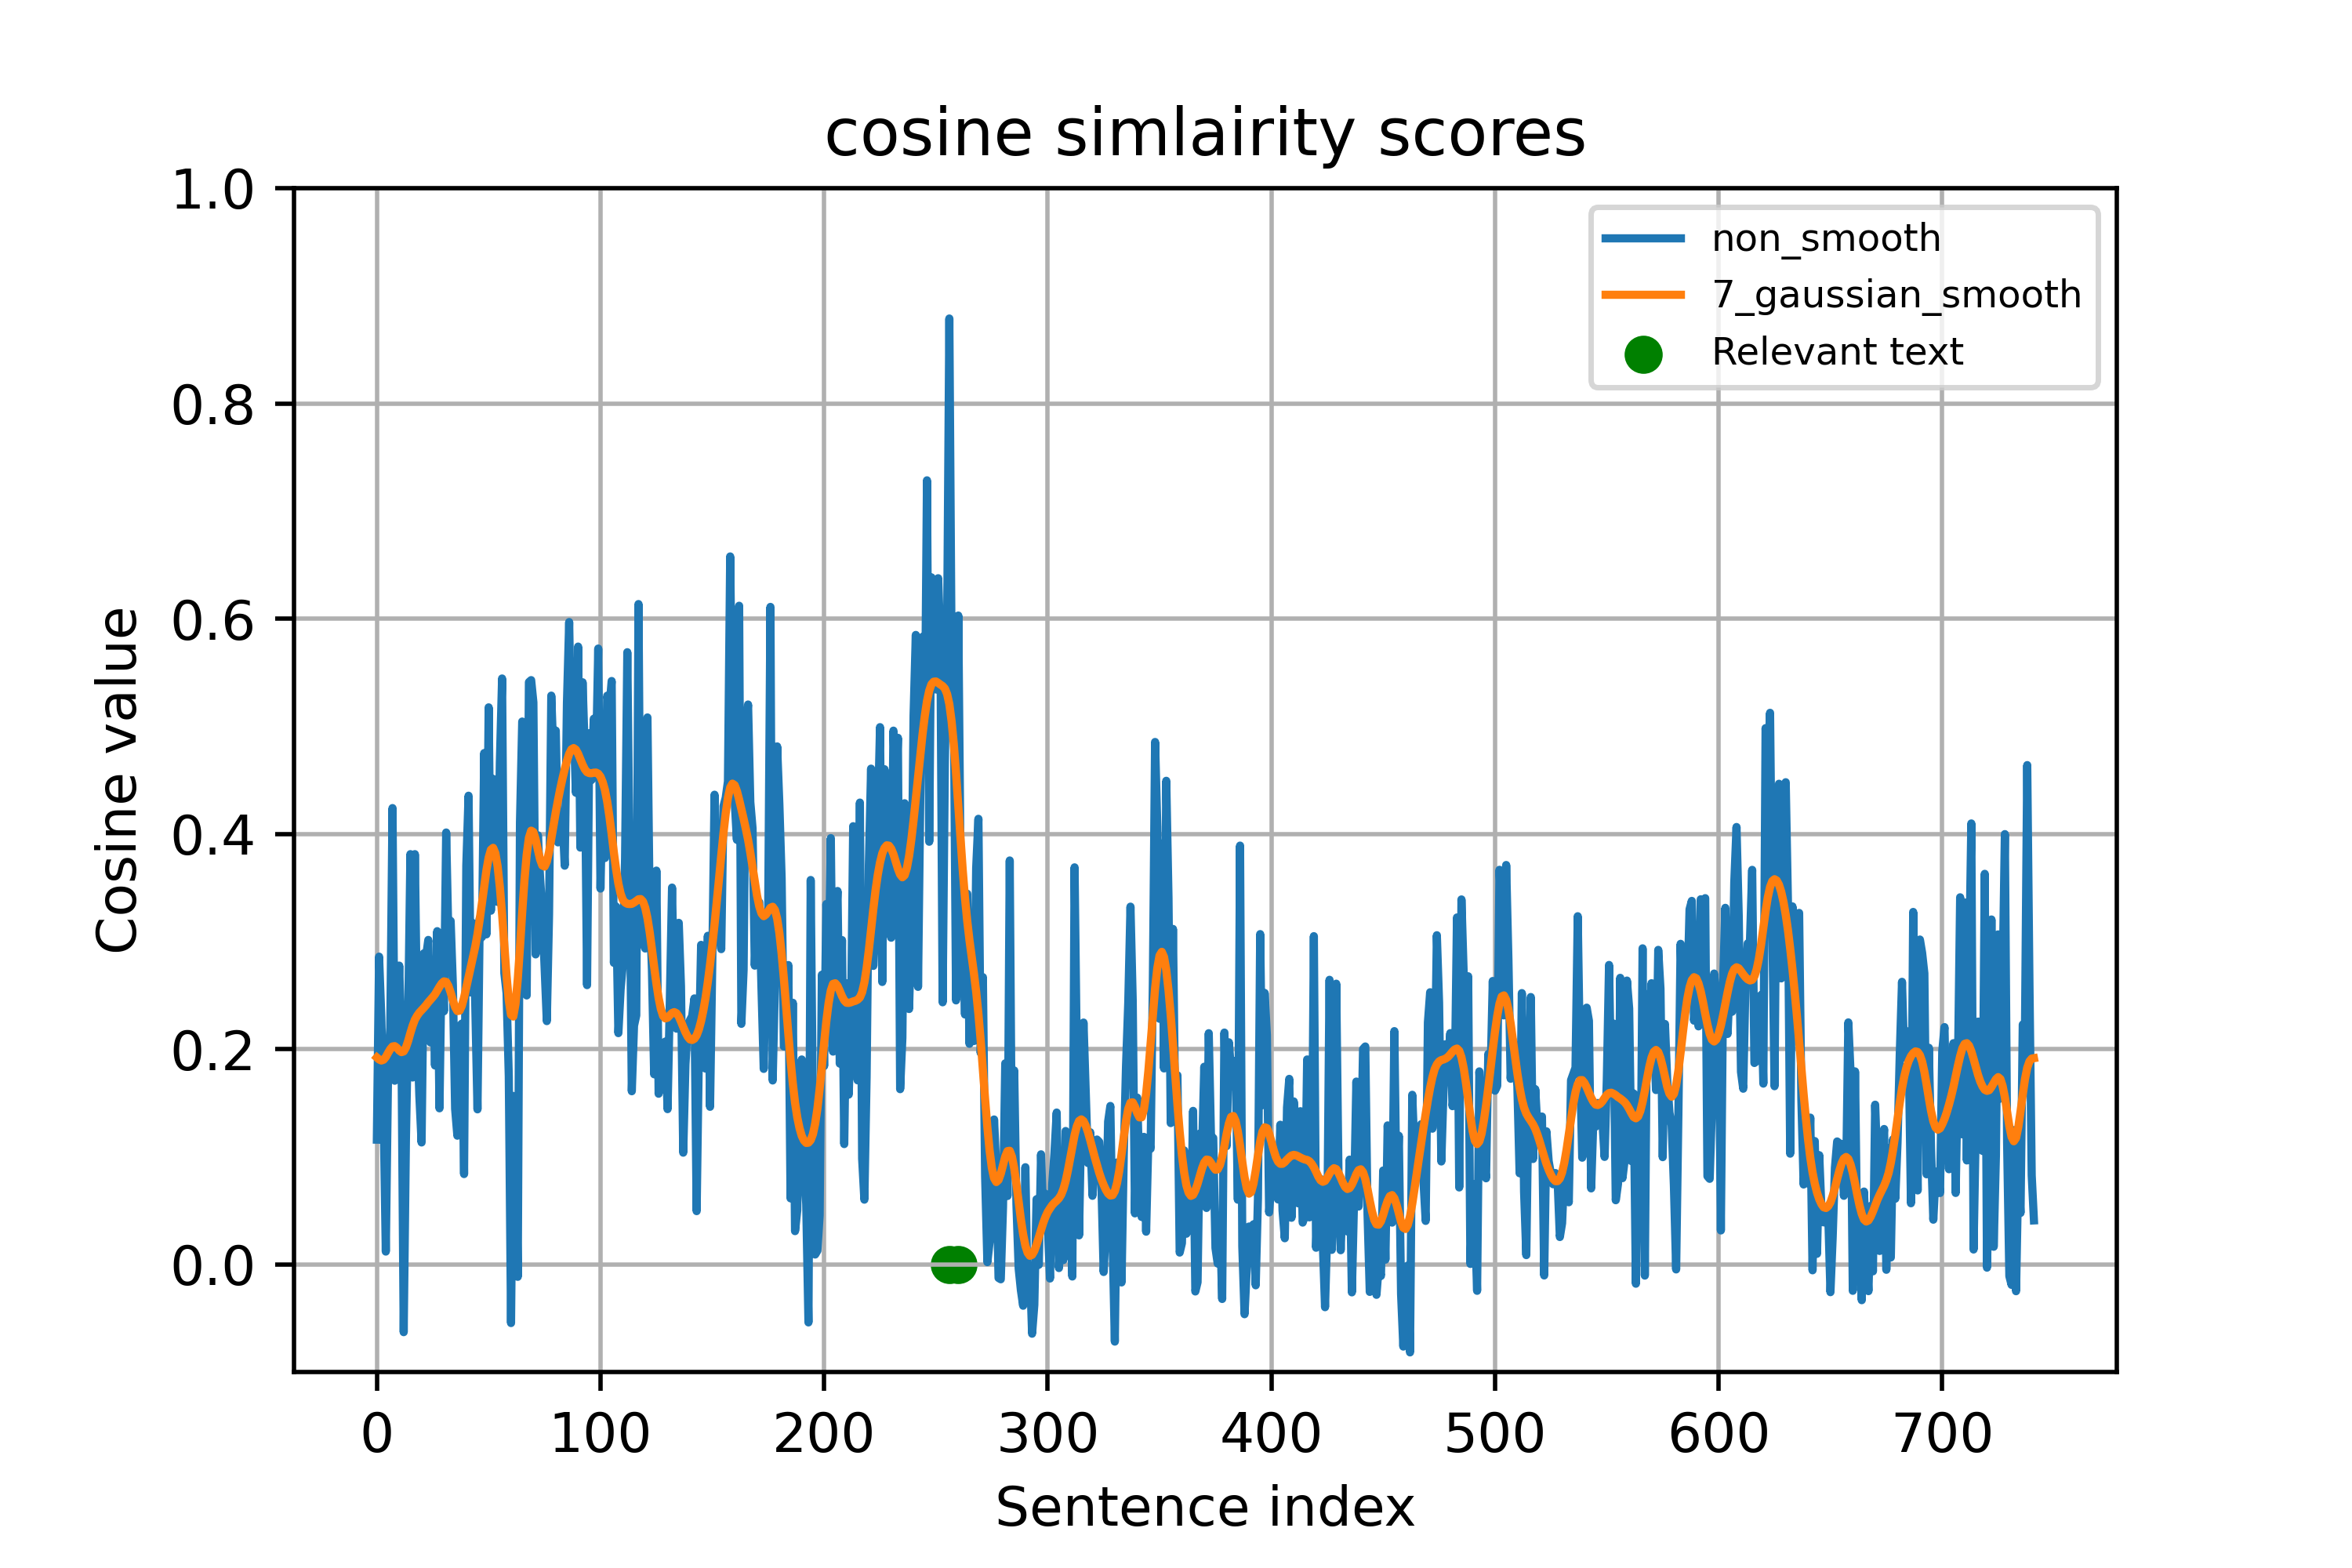 cosine simlairity scores
1.0
0.8
0.6
0.4
0.2
0.0
Cosine value
non_smooth
7_gaussian_smooth
Relevant text
0 100 200 300 400 500 600 700
Sentence index